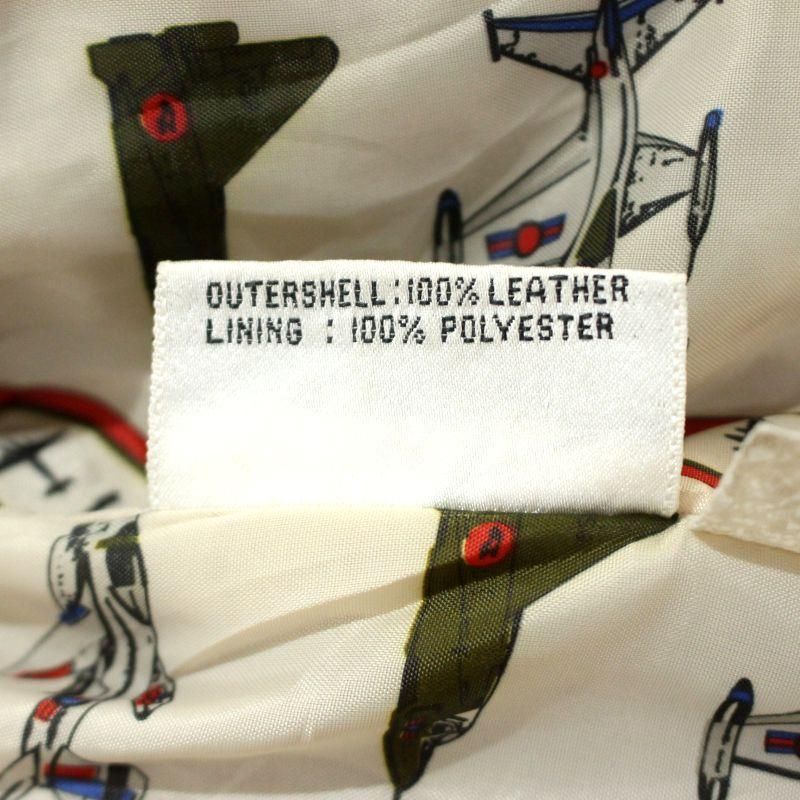 OUTERSHELL:100% LEATHER
LINING : 100% POLYESTER